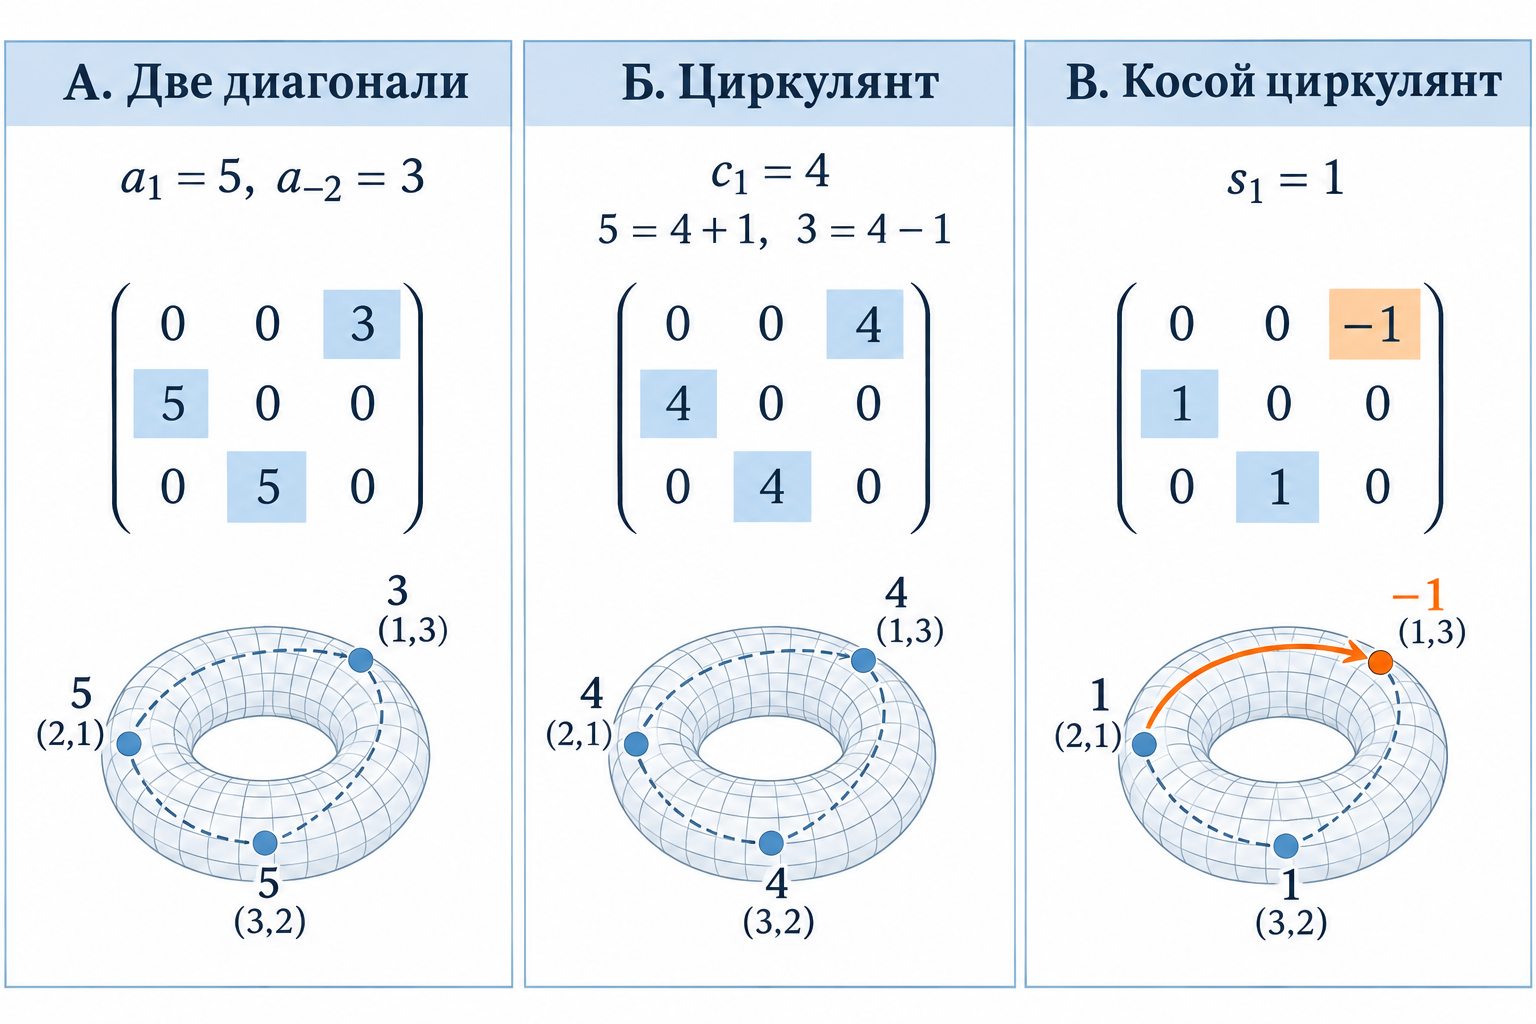 А. Две диагонали
a₁ = 5, a₋₂ = 3
0 0 3
5 0 0
0 5 0
3
(1,3)
5
(2,1)
5
(3,2)
Б. Циркулянт
c₁ = 4
5 = 4 + 1, 3 = 4 − 1
0 0 4
4 0 0
0 4 0
4
(1,3)
4
(2,1)
4
(3,2)
В. Косой циркулянт
s₁ = 1
0 0 −1
1 0 0
0 1 0
−1
(1,3)
1
(2,1)
1
(3,2)